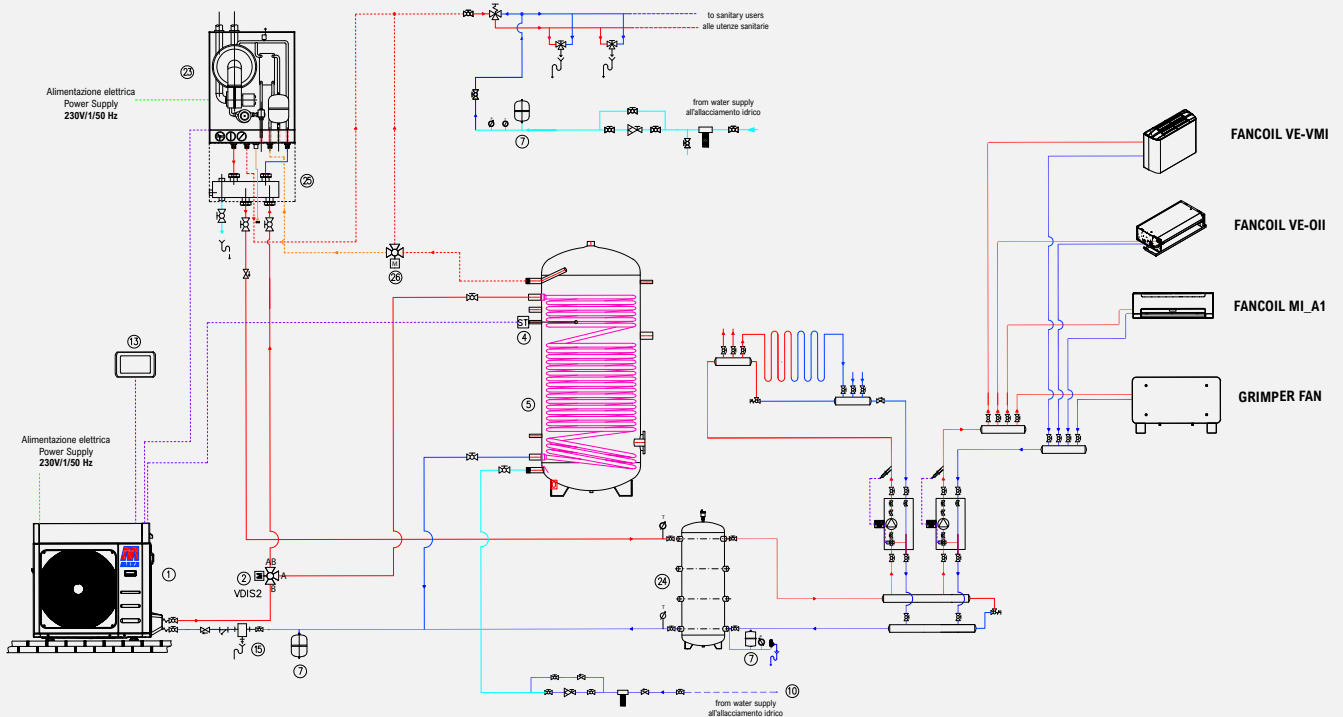 to sanitary users
alle utenze sanitarie
23
Alimentazione elettrica
Power Supply
230V/1/50 Hz
from water supply
all'allacciamento idrico
7
FANCOIL VE-VMI
25
FANCOIL VE-OII
M
26
FANCOIL MI_A1
ST
4
13
5
GRIMPER FAN
Alimentazione elettrica
Power Supply
230V/1/50 Hz
T
AB
1
2
M
A
B
VDIS2
24
T
15
7
7
10
from water supply
all'allacciamento idrico